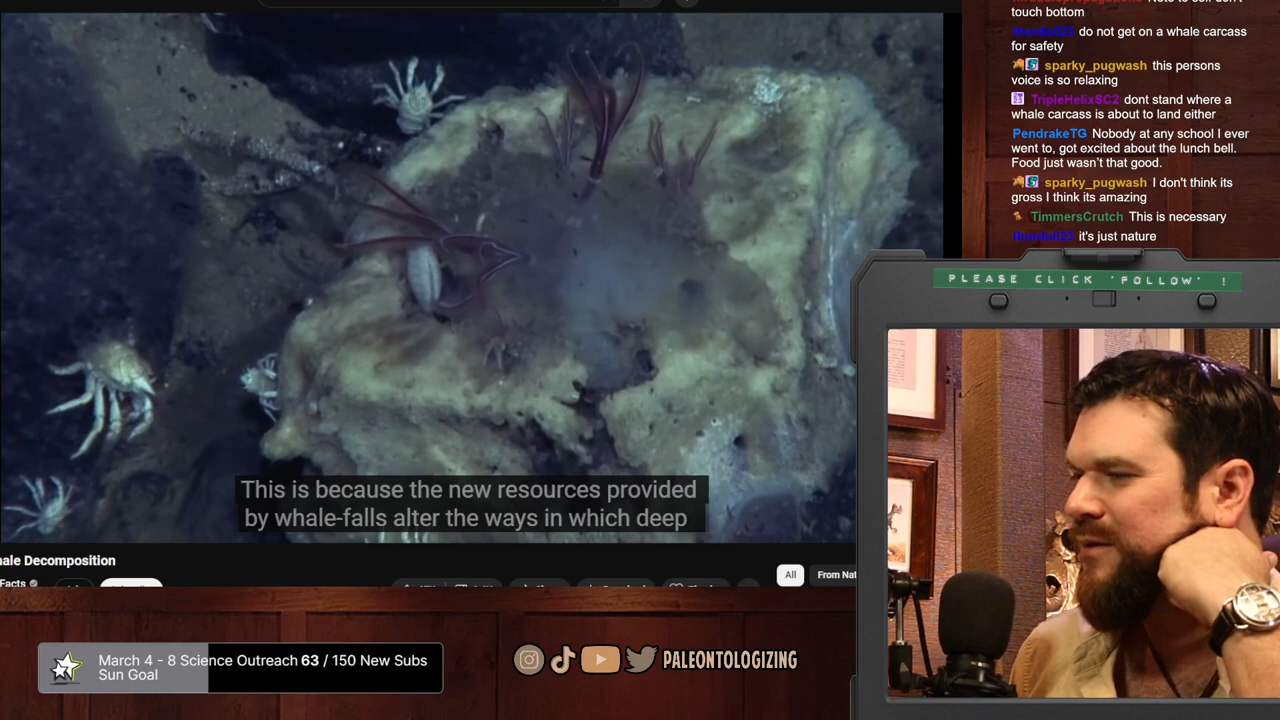 touch bottom
thordoll23 do not get on a whale carcass
for safety
sparky_pugwash this persons
voice is so relaxing
TripleHelixSC2 dont stand where a
whale carcass is about to land either
PendrakeTG Nobody at any school I ever
went to, got excited about the lunch bell.
Food just wasn't that good.
sparky_pugwash I don't think its
gross I think its amazing
TimmersCrutch This is necessary
it's just nature
PLEASE CLICK "FOLLOW" !
This is because the new resources provided
by whale-falls alter the ways in which deep
ale Decomposition
Facts
All
From Nat
March 4 - 8 Science Outreach 63 / 150 New Subs
Sun Goal
PALEONTOLOGIZING